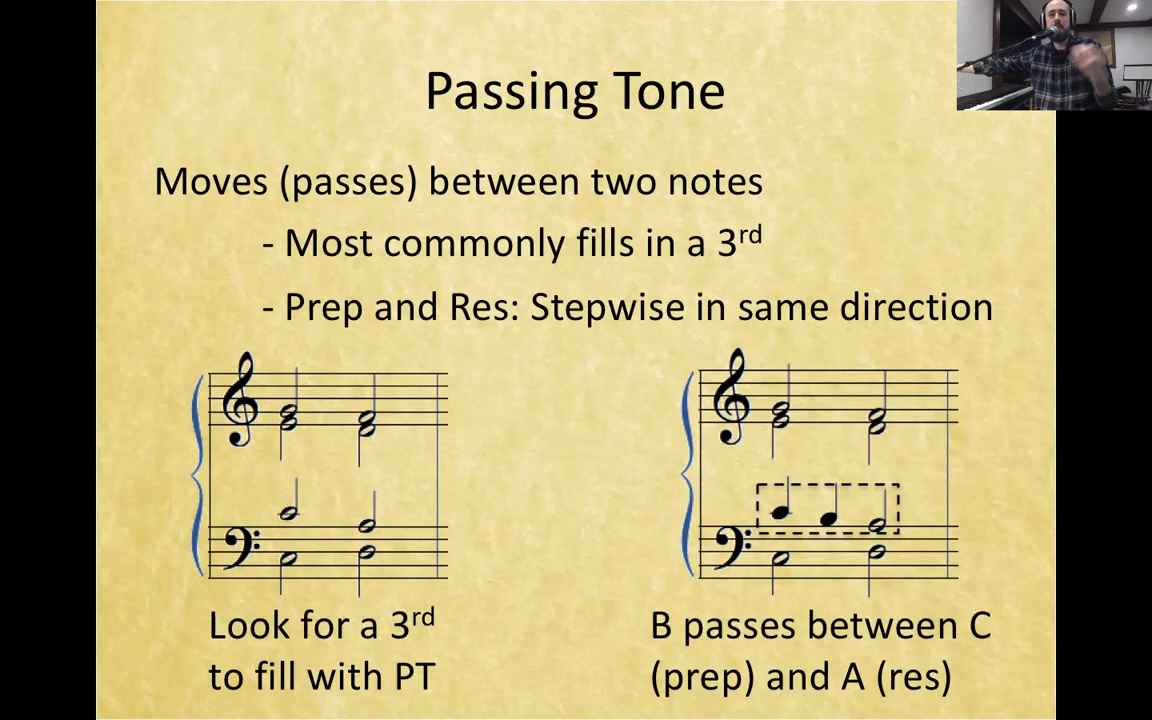 Passing Tone
Moves (passes) between two notes
- Most commonly fills in a 3rd
- Prep and Res: Stepwise in same direction
Look for a 3rd
to fill with PT
B passes between C
(prep) and A (res)